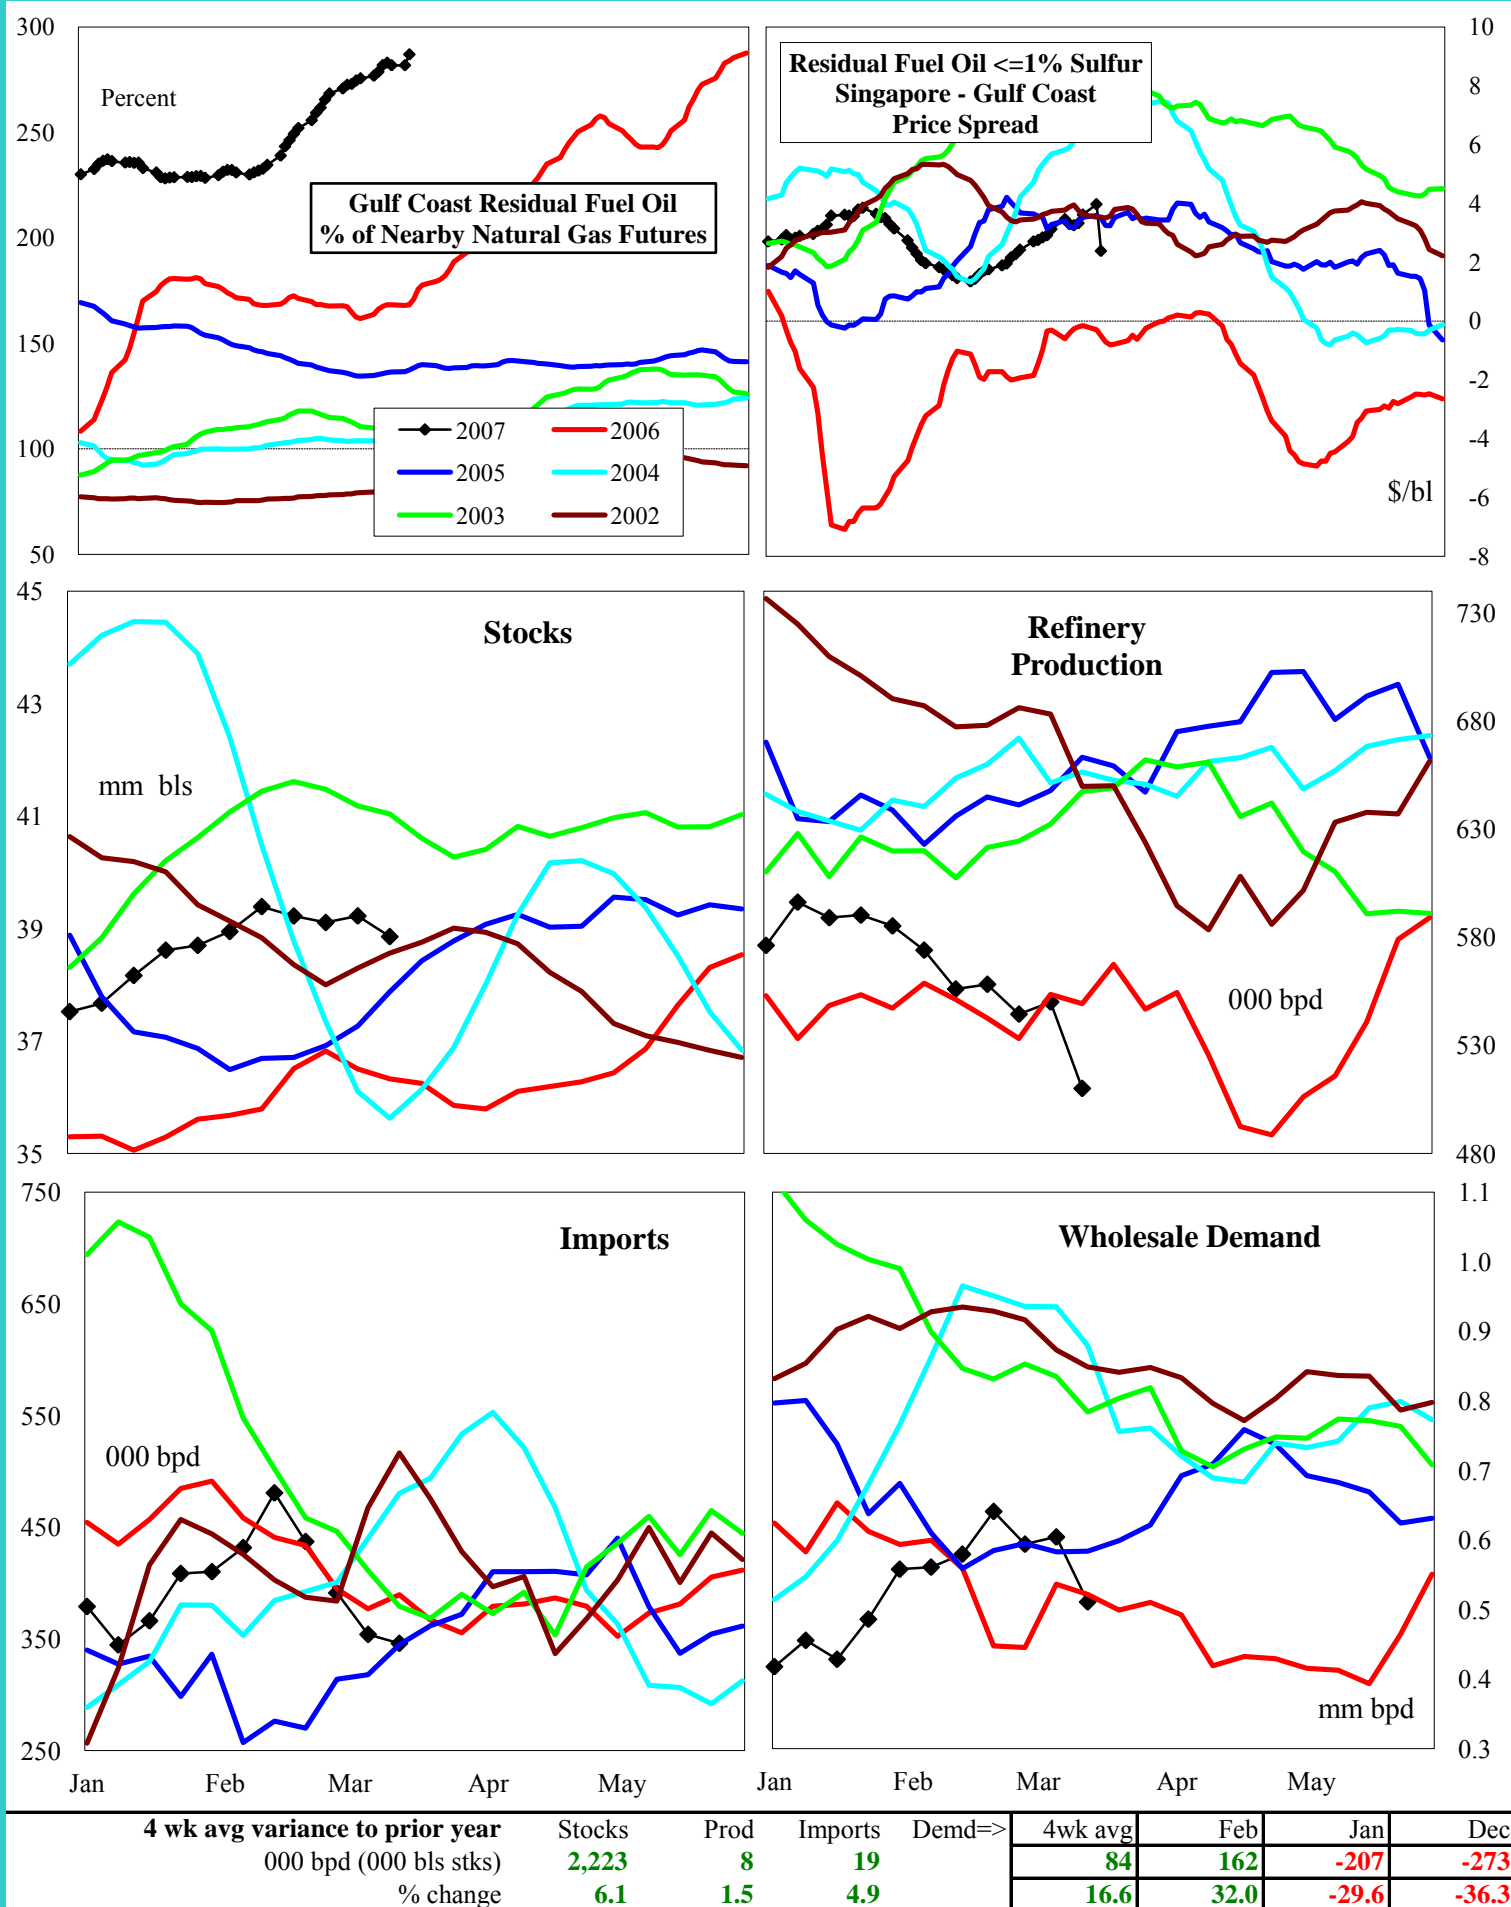 300
250
200
150
100
50
Percent
Gulf Coast Residual Fuel Oil
% of Nearby Natural Gas Futures
2007
2006
2005
2004
2003
2002
Residual Fuel Oil <=1% Sulfur
Singapore - Gulf Coast
Price Spread
$/bl
10
8
6
4
2
0
-2
-4
-6
-8
45
43
41
39
37
35
Stocks
mm bls
Refinery
Production
000 bpd
730
680
630
580
530
480
750
650
550
450
350
250
Imports
000 bpd
Jan Feb Mar Apr May
Wholesale Demand
mm bpd
1.1
1.0
0.9
0.8
0.7
0.6
0.5
0.4
0.3
Jan Feb Mar Apr May
4 wk avg variance to prior year Stocks Prod Imports Demd=> 4wk avg Feb Jan Dec
000 bpd (000 bls stks) 2,223 8 19 84 162 -207 -273
% change 6.1 1.5 4.9 16.6 32.0 -29.6 -36.3